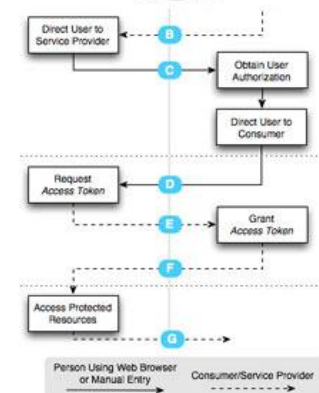 Direct User to
Service Provider
B
C
Obtain User
Authorization
Direct User to
Consumer
Request
Access Token
D
E
Grant
Access Token
F
Access Protected
Resources
G
Person Using Web Browser
or Manual Entry
Consumer/Service Provider